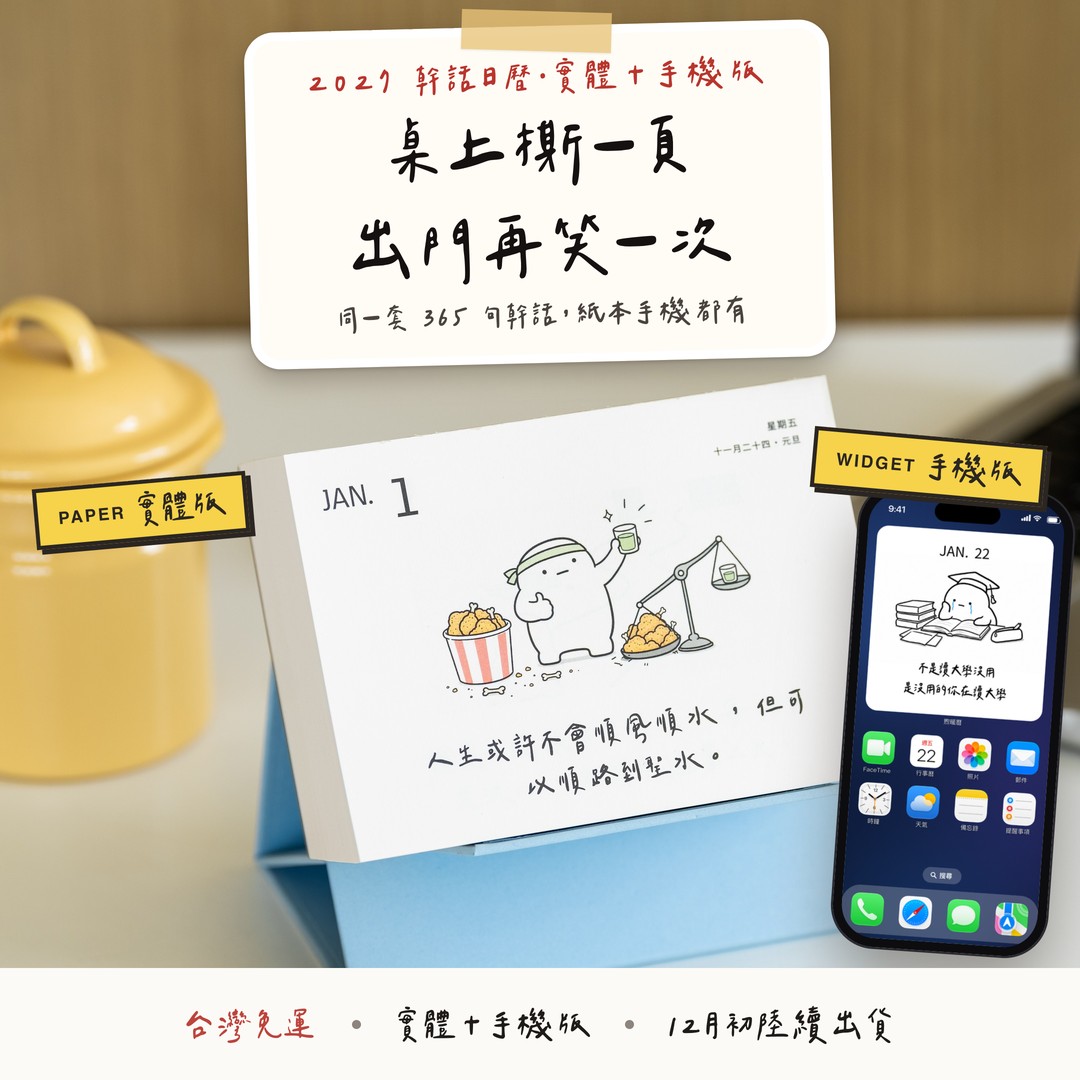 2027 幹話日曆·實體＋手機版
桌上撕一頁
出門再笑一次
同一套 365 句幹話，紙本手機都有
星期五
十一月二十四·元旦
JAN. 1
PAPER 實體版
WIDGET 手機版
人生或許不會順風順水，但可
以順路到聖水。
9:41
JAN. 22
不是讀大學沒用
是沒用的你在讀大學
FaceTime
週五
22
行事曆
照片
郵件
時鐘
天氣
備忘錄
提醒事項
搜尋
台灣免運 • 實體＋手機版 • 12月初陸續出貨